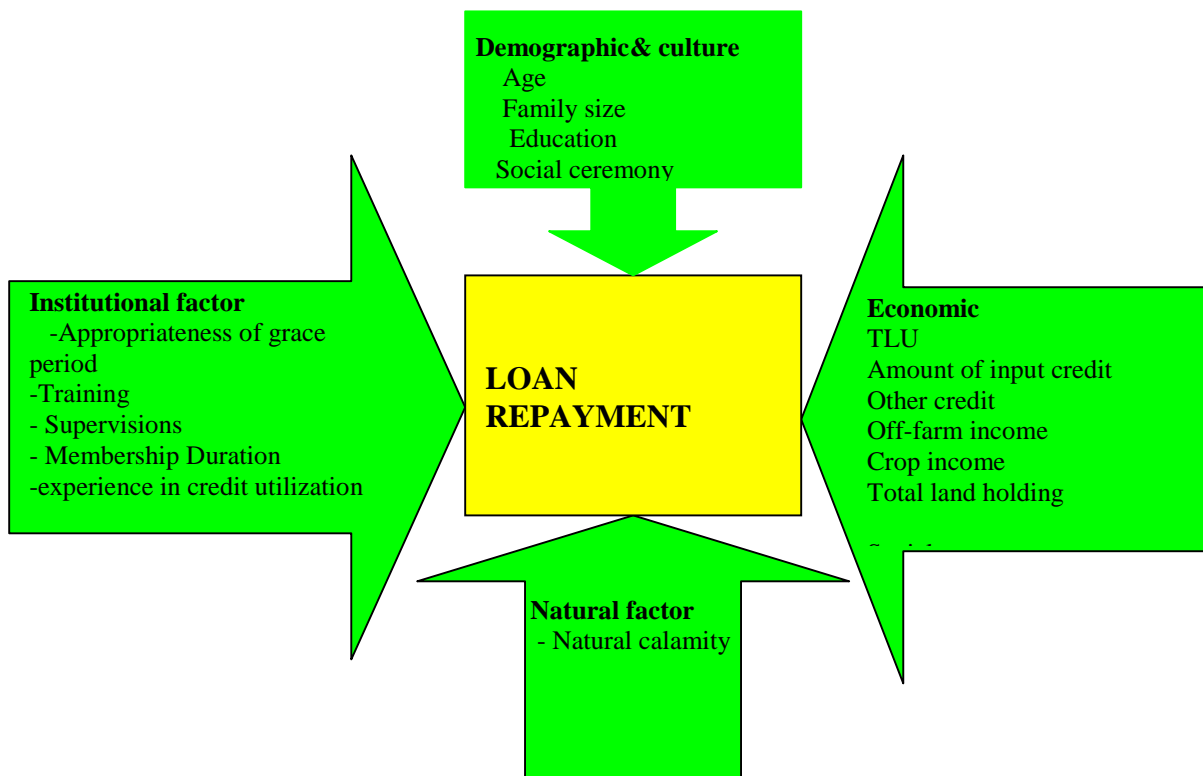 Demographic& culture
Age
Family size
Education
Social ceremony
Institutional factor
-Appropriateness of grace
period
-Training
- Supervisions
- Membership Duration
-experience in credit utilization
LOAN
REPAYMENT
Economic
TLU
Amount of input credit
Other credit
Off-farm income
Crop income
Total land holding
Natural factor
- Natural calamity